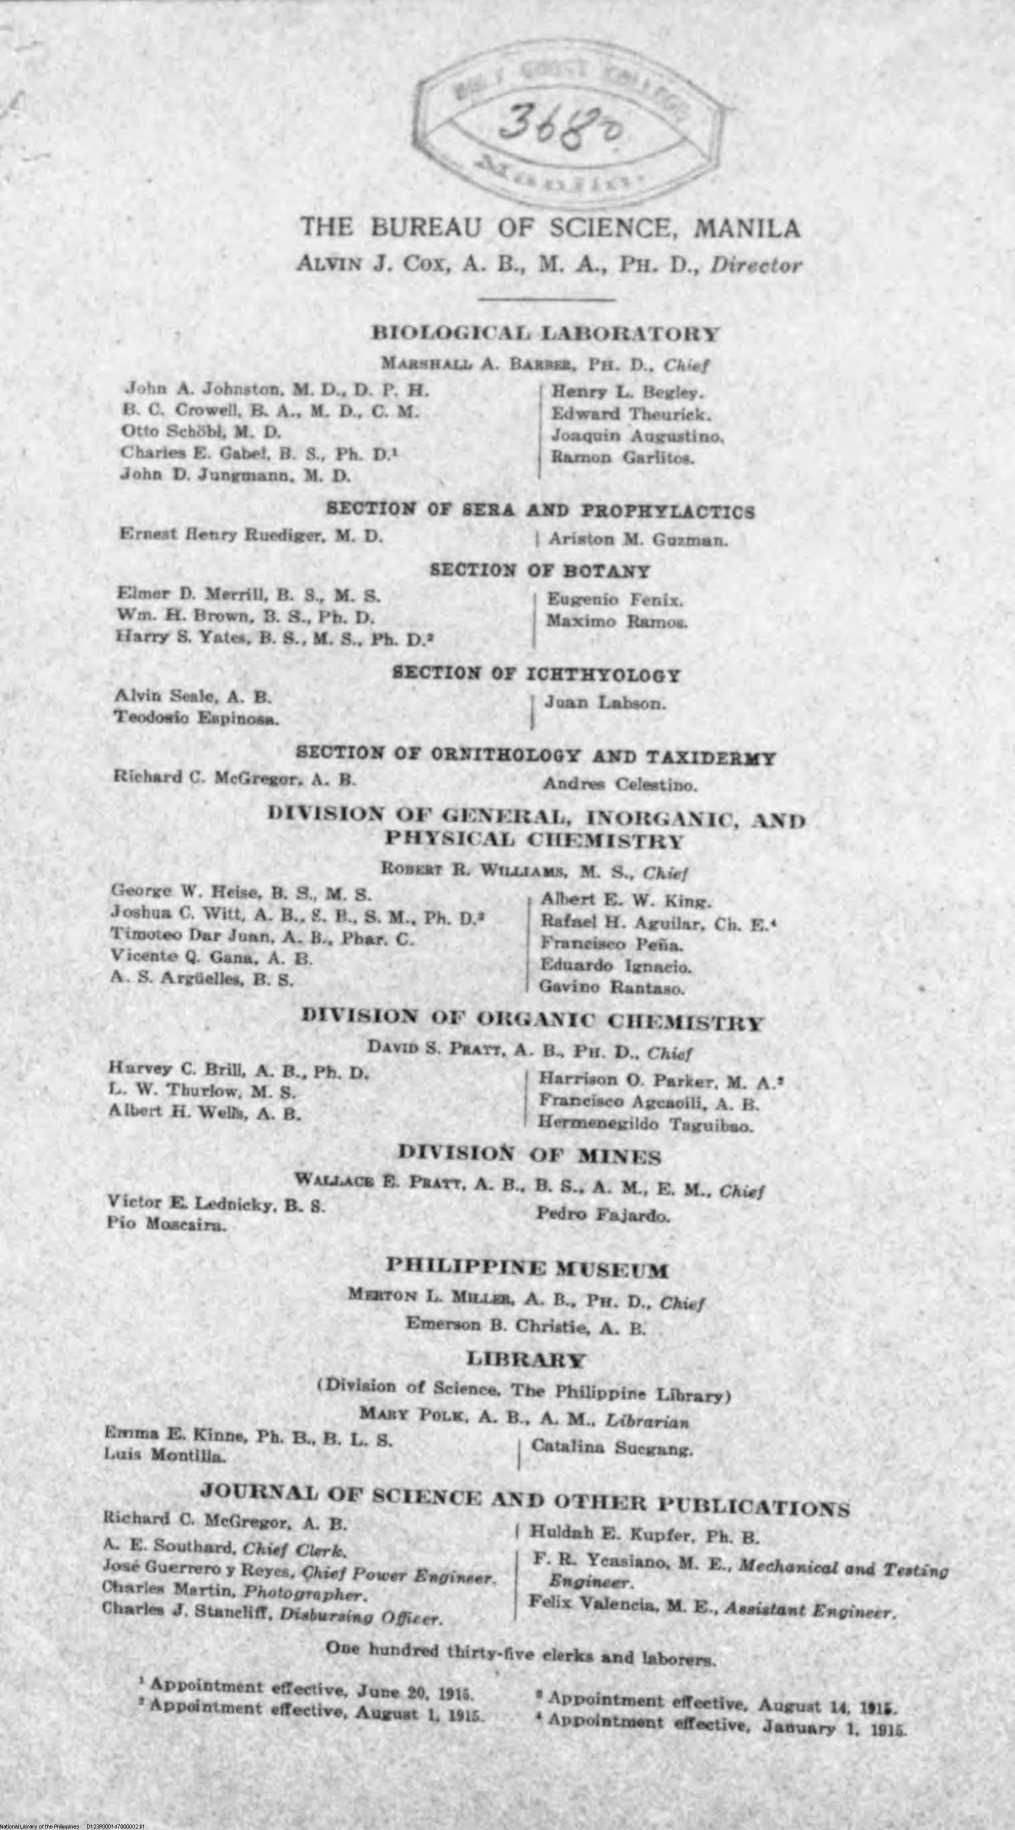 HOLY GHOST COLLEGE
3680
Manila.
THE BUREAU OF SCIENCE, MANILA
ALVIN J. COX, A. B., M. A., PH. D., Director
BIOLOGICAL LABORATORY
MARSHALL A. BARBER, PH. D., Chief
John A. Johnston, M. D., D. P. H.
B. C. Crowell, B. A., M. D., C. M.
Otto Schöbl, M. D.
Charles E. Gabel, B. S., Ph. D.¹
John D. Jungmann, M. D.
Henry L. Begley.
Edward Theurick.
Joaquin Augustino.
Ramon Garlitos.
SECTION OF SERA AND PROPHYLACTICS
Ernest Henry Ruediger, M. D.
Ariston M. Guzman.
SECTION OF BOTANY
Elmer D. Merrill, B. S., M. S.
Wm. H. Brown, B. S., Ph. D.
Harry S. Yates, B. S., M. S., Ph. D.²
Eugenio Fenix.
Maximo Ramos.
SECTION OF ICHTHYOLOGY
Alvin Seale, A. B.
Teodosio Espinosa.
Juan Labson.
SECTION OF ORNITHOLOGY AND TAXIDERMY
Richard C. McGregor, A. B.
Andres Celestino.
DIVISION OF GENERAL, INORGANIC, AND
PHYSICAL CHEMISTRY
ROBERT R. WILLIAMS, M. S., Chief
George W. Heise, B. S., M. S.
Joshua C. Witt, A. B., S. B., S. M., Ph. D.³
Timoteo Dar Juan, A. B., Phar. C.
Vicente Q. Gana, A. B.
A. S. Argüelles, B. S.
Albert E. W. King.
Rafael H. Aguilar, Ch. E.⁴
Francisco Peña.
Eduardo Ignacio.
Gavino Rantaso.
DIVISION OF ORGANIC CHEMISTRY
DAVID S. PRATT, A. B., PH. D., Chief
Harvey C. Brill, A. B., Ph. D.
L. W. Thurlow, M. S.
Albert H. Wells, A. B.
Harrison O. Parker, M. A.²
Francisco Agcaoili, A. B.
Hermenegildo Taguibao.
DIVISION OF MINES
WALLACE E. PRATT, A. B., B. S., A. M., E. M., Chief
Victor E. Lednicky, B. S.
Pio Mascaira.
Pedro Fajardo.
PHILIPPINE MUSEUM
MERTON L. MILLER, A. B., PH. D., Chief
Emerson B. Christie, A. B.
LIBRARY
(Division of Science, The Philippine Library)
MARY POLK, A. B., A. M., Librarian
Emma E. Kinne, Ph. B., B. L. S.
Luis Montilla.
Catalina Sucgang.
JOURNAL OF SCIENCE AND OTHER PUBLICATIONS
Richard C. McGregor, A. B.
Huldah E. Kupfer, Ph. B.
A. E. Southard, Chief Clerk.
José Guerrero y Reyes, Chief Power Engineer.
Charles Martin, Photographer.
Charles J. Stancliff, Disbursing Officer.
F. R. Ycasiano, M. E., Mechanical and Testing
Engineer.
Felix Valencia, M. E., Assistant Engineer.
One hundred thirty-five clerks and laborers.
¹ Appointment effective, June 20, 1915.
² Appointment effective, August 1, 1915.
³ Appointment effective, August 14, 1915.
⁴ Appointment effective, January 1, 1915.
National Library of the Philippines